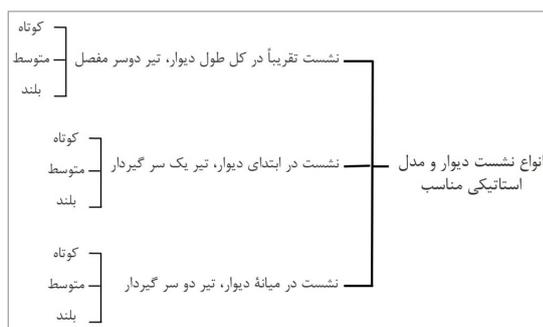 انواع نشست دیوار و مدل
استاتیکی مناسب
نشست تقریباً در کل طول دیوار، تیر دوسر مفصل
کوتاه
متوسط
بلند
نشست در ابتدای دیوار، تیر یک سر گیردار
کوتاه
متوسط
بلند
نشست در میانهٔ دیوار، تیر دو سر گیردار
کوتاه
متوسط
بلند